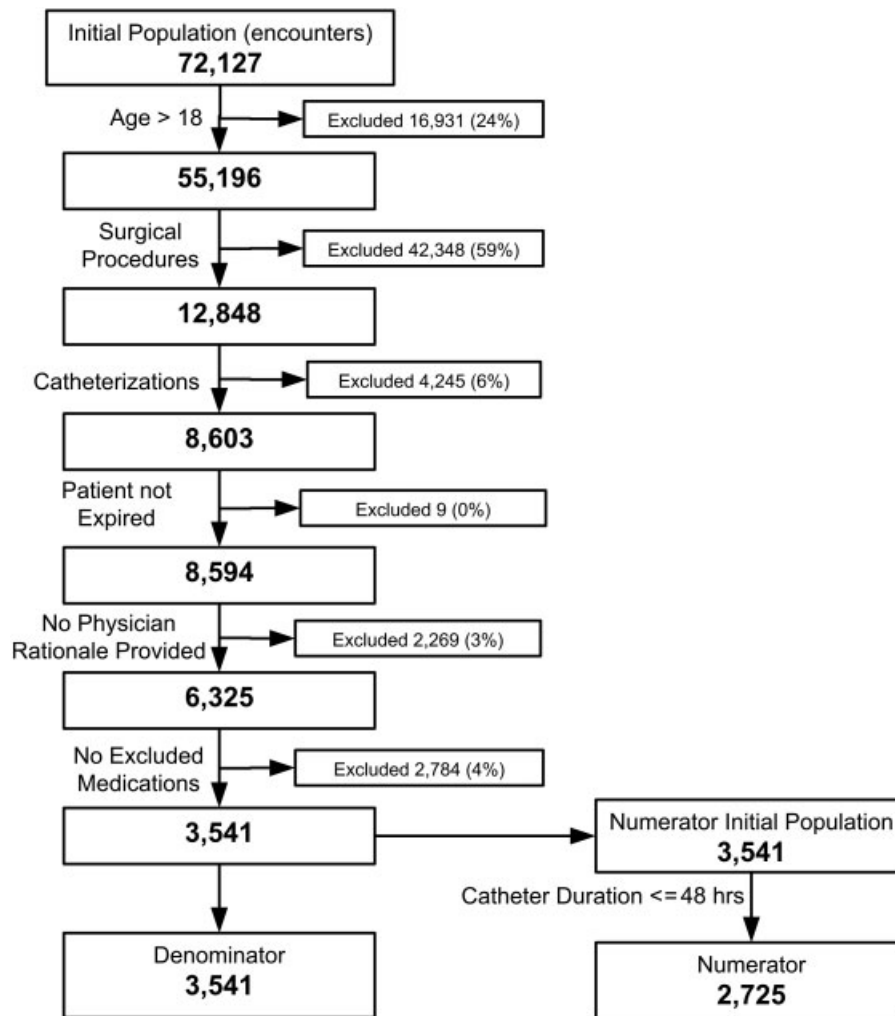 Initial Population (encounters)
72,127
Age > 18
Excluded 16,931 (24%)
55,196
Surgical
Procedures
Excluded 42,348 (59%)
12,848
Catheterizations
Excluded 4,245 (6%)
8,603
Patient not
Expired
Excluded 9 (0%)
8,594
No Physician
Rationale Provided
Excluded 2,269 (3%)
6,325
No Excluded
Medications
Excluded 2,784 (4%)
3,541
Numerator Initial Population
3,541
Catheter Duration <= 48 hrs
Denominator
3,541
Numerator
2,725